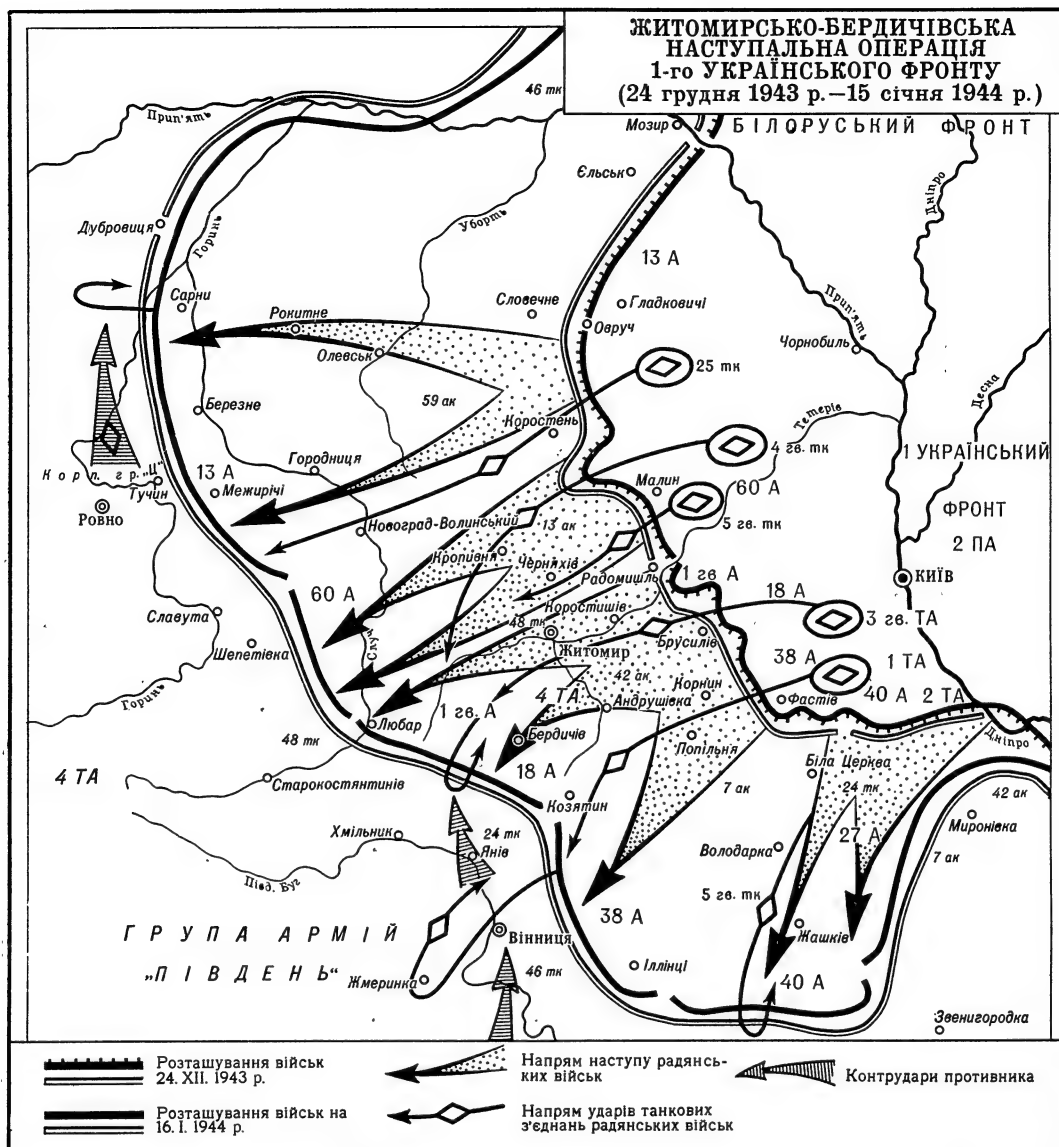 ЖИТОМИРСЬКО-БЕРДИЧІВСЬКА
НАСТУПАЛЬНА ОПЕРАЦІЯ
1-го УКРАЇНСЬКОГО ФРОНТУ
(24 грудня 1943 р.—15 січня 1944 р.)
46 тк
Прип'ять
Мозир
БІЛОРУСЬКИЙ ФРОНТ
Єльськ
Дніпро
Дубровиця
Горинь
Уборть
13 А
Сарни
Словечне
Гладковичі
Прип'ять
Рокитне
Овруч
Чорнобиль
Олевськ
25 тк
Десна
59 ак
Березне
Коростень
Тетерів
4 гв. тк
1 УКРАЇНСЬКИЙ
Корп. гр. „Ц"
13 А
Городниця
Малин
60 А
Тучин
Межирічі
Ровно
5 гв. тк
ФРОНТ
Новоград-Волинський
13 ак
2 ПА
Кропивня
Черняхів
Радомишль
1 гв. А
КИЇВ
60 А
18 А
Славута
Коростишів
3 гв. ТА
Случ
48 тк
Шепетівка
Житомир
Брусилів
38 А
1 ТА
42 ак
Корнин
40 А
2 ТА
Горинь
4 ТА
Андрушівка
Фастів
1 гв. А
Любар
Бердичів
Попільня
Дніпро
48 тк
4 ТА
18 А
Біла Церква
Старокостянтинів
7 ак
24 тк
42 ак
Козятин
Хмільник
24 тк
27 А
Миронівка
Янів
Володарка
7 ак
Півд. Буг
5 гв. тк
38 А
ГРУПА АРМІЙ
Вінниця
Жашків
„ПІВДЕНЬ"
46 тк
Іллінці
Жмеринка
40 А
Звенигородка
Розташування військ
24. XII. 1943 р.
Напрям наступу радянсь-
ких військ
Контрудари противника
Розташування військ на
16. I. 1944 р.
Напрям ударів танкових
з'єднань радянських військ